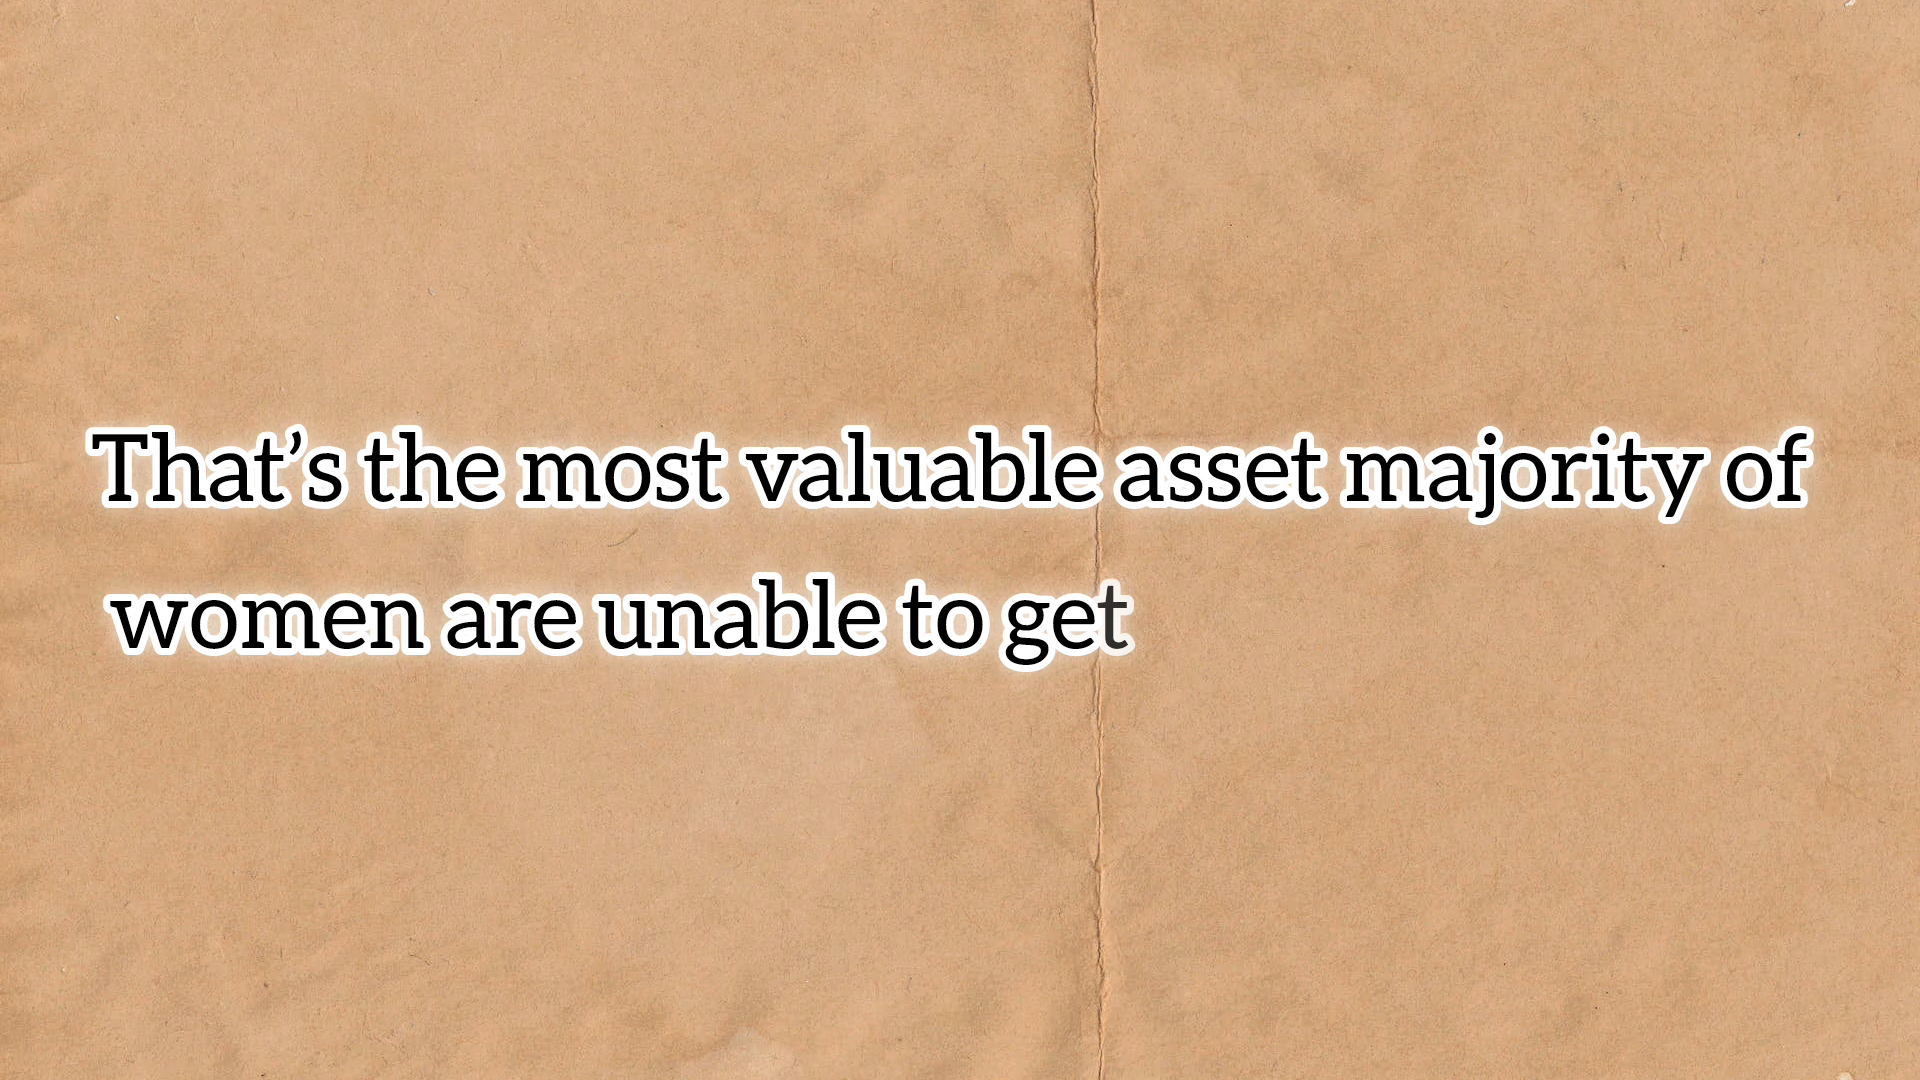 That’s the most valuable asset majority of
women are unable to get